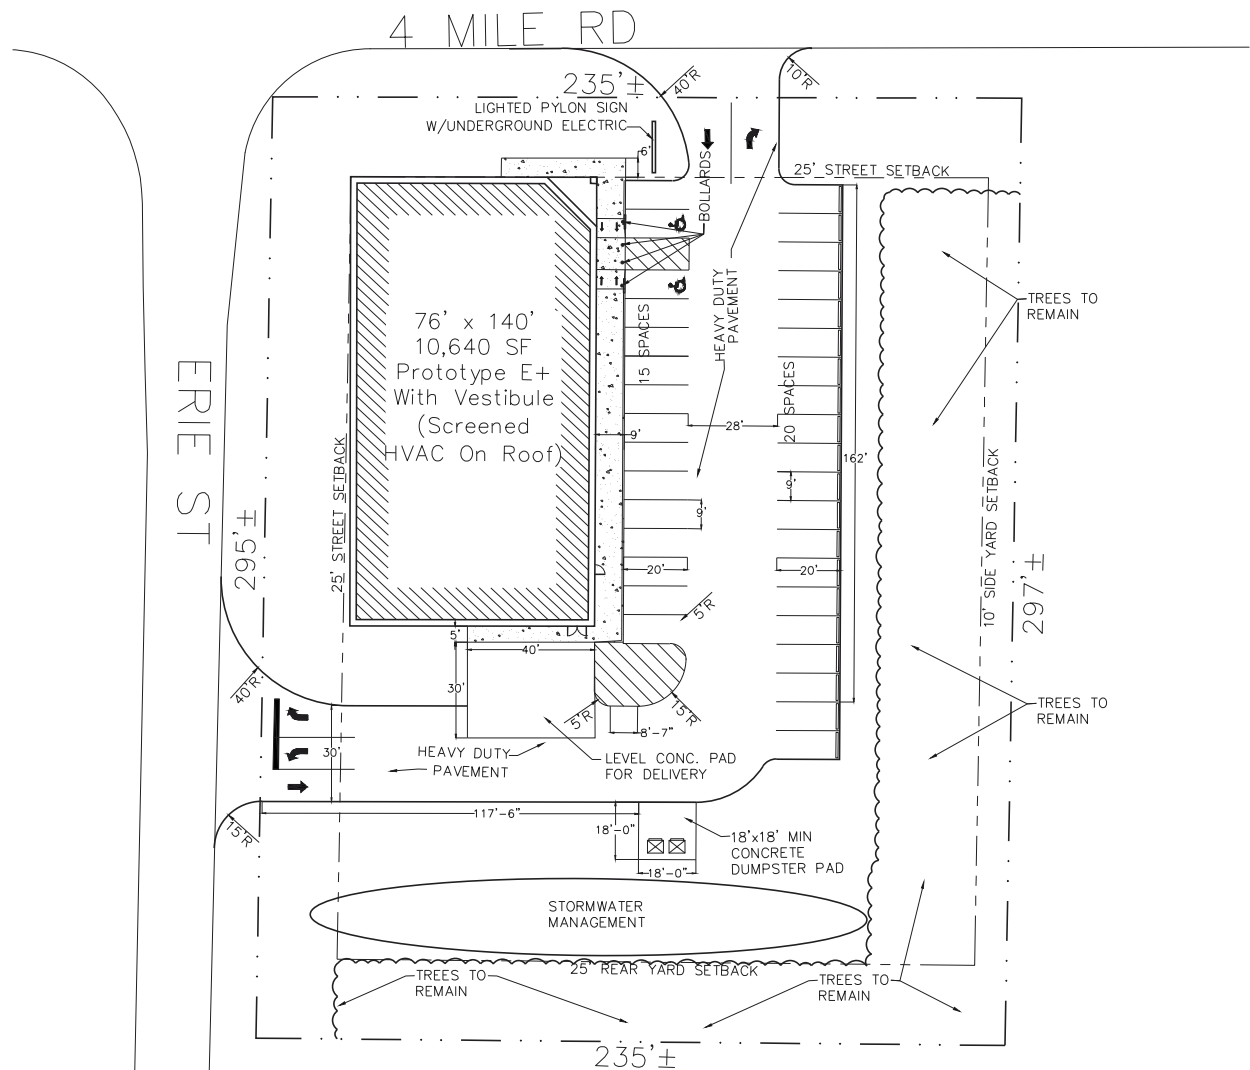 4 MILE RD
235'±
40'R
10'R
LIGHTED PYLON SIGN
W/UNDERGROUND ELECTRIC
6'
BOLLARDS
25' STREET SETBACK
TREES TO
REMAIN
HEAVY DUTY
PAVEMENT
76' x 140'
10,640 SF
Prototype E+
With Vestibule
(Screened
HVAC On Roof)
15 SPACES
20 SPACES
ERIE ST
28'
9'
162'
25' STREET SETBACK
10' SIDE YARD SETBACK
9'
9'
295'±
297'±
20'
20'
5'R
5'
40'
40'R
30'
5'R
15'R
8'-7"
TREES TO
REMAIN
30'
HEAVY DUTY
PAVEMENT
LEVEL CONC. PAD
FOR DELIVERY
117'-6"
15'R
18'-0"
18'x18' MIN
CONCRETE
DUMPSTER PAD
18'-0"
STORMWATER
MANAGEMENT
25' REAR YARD SETBACK
TREES TO
REMAIN
TREES TO
REMAIN
235'±